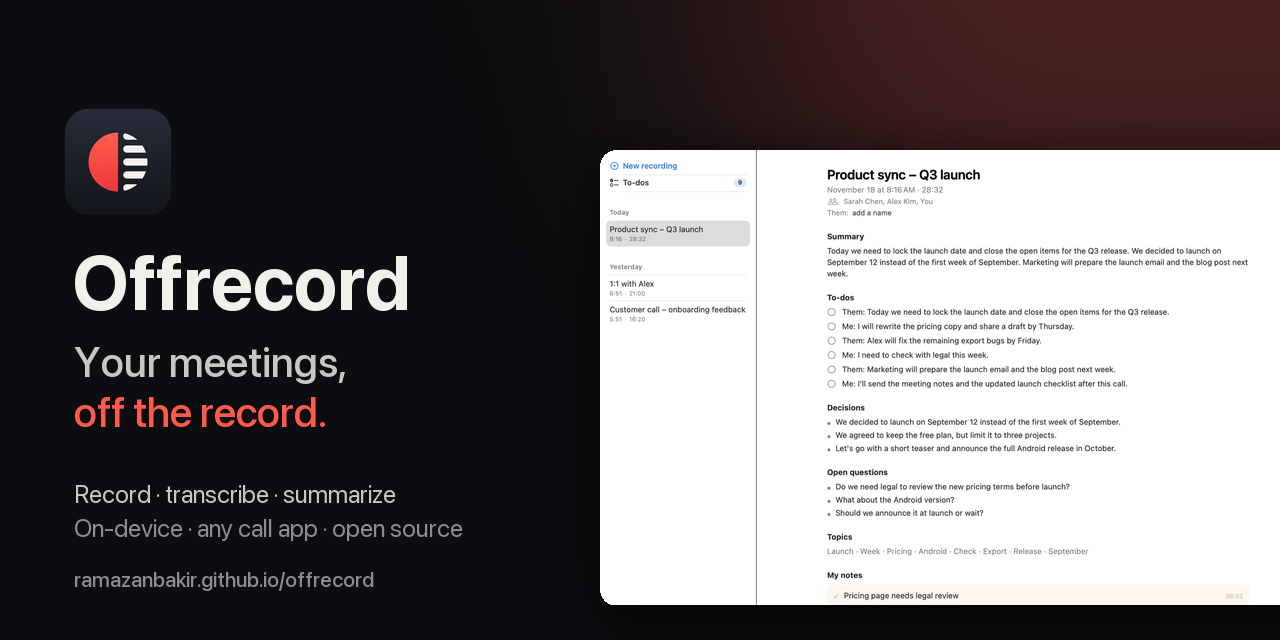 Offrecord
Your meetings,
off the record.
Record · transcribe · summarize
On-device · any call app · open source
ramazanbakir.github.io/offrecord
New recording
To-dos 9
Today
Product sync – Q3 launch
8:16 · 28:32
Yesterday
1:1 with Alex
6:51 · 21:00
Customer call – onboarding feedback
5:51 · 16:20
Product sync – Q3 launch
November 18 at 8:16 AM · 28:32
Sarah Chen, Alex Kim, You
Them: add a name
Summary
Today we need to lock the launch date and close the open items for the Q3 release. We decided to launch on
September 12 instead of the first week of September. Marketing will prepare the launch email and the blog post next
week.
To-dos
Them: Today we need to lock the launch date and close the open items for the Q3 release.
Me: I will rewrite the pricing copy and share a draft by Thursday.
Them: Alex will fix the remaining export bugs by Friday.
Me: I need to check with legal this week.
Them: Marketing will prepare the launch email and the blog post next week.
Me: I'll send the meeting notes and the updated launch checklist after this call.
Decisions
• We decided to launch on September 12 instead of the first week of September.
• We agreed to keep the free plan, but limit it to three projects.
• Let's go with a short teaser and announce the full Android release in October.
Open questions
• Do we need legal to review the new pricing terms before launch?
• What about the Android version?
• Should we announce it at launch or wait?
Topics
Launch · Week · Pricing · Android · Check · Export · Release · September
My notes
Pricing page needs legal review 06:52